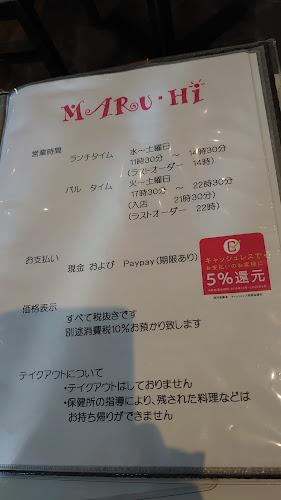 MARU・Hi
営業時間 ランチタイム 水～土曜日
11時30分 ～ 14時30分
(ラストオーダー 14時)
バル タイム 火～土曜日
17時30分 ～ 22時30分
(入店 21時30分)
(ラストオーダー 22時)
お支払い 現金 および Paypay(期限あり)
キャッシュレスで
お支払いのお客様に
5%還元
価格表示
すべて税抜きです
別途消費税10%お預かり致します
テイクアウトについて
・テイクアウトはしておりません
・保健所の指導により、残された料理などは
お持ち帰りができません